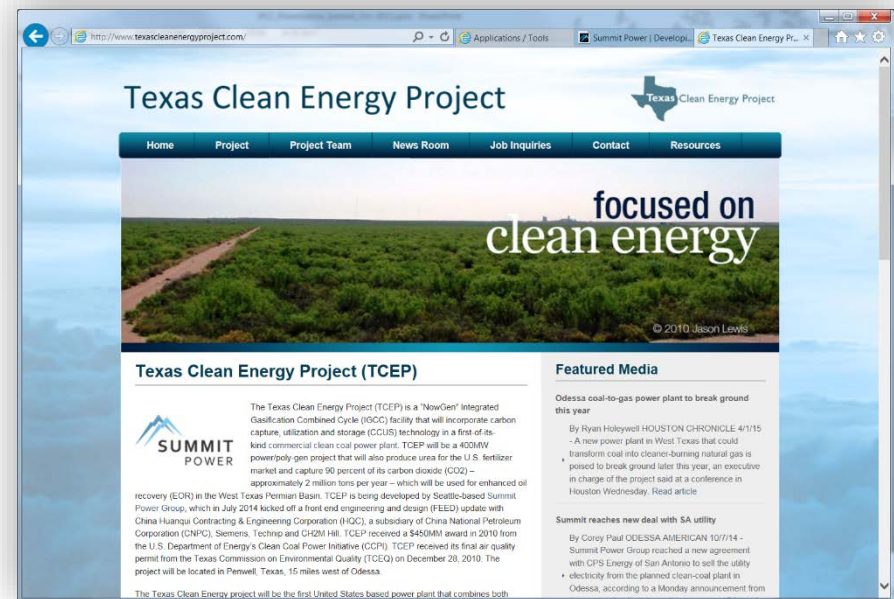 http://www.texascleanenergyproject.com/
Applications / Tools
Summit Power | Developi...
Texas Clean Energy Pr...
Texas Clean Energy Project
Texas Clean Energy Project
Home Project Project Team News Room Job Inquiries Contact Resources
focused on
clean energy
© 2010 Jason Lewis
Texas Clean Energy Project (TCEP)
SUMMIT
POWER
The Texas Clean Energy Project (TCEP) is a "NowGen" Integrated
Gasification Combined Cycle (IGCC) facility that will incorporate carbon
capture, utilization and storage (CCUS) technology in a first-of-its-
kind commercial clean coal power plant. TCEP will be a 400MW
power/poly-gen project that will also produce urea for the U.S. fertilizer
market and capture 90 percent of its carbon dioxide (CO2) –
approximately 2 million tons per year – which will be used for enhanced oil
recovery (EOR) in the West Texas Permian Basin. TCEP is being developed by Seattle-based Summit
Power Group, which in July 2014 kicked off a front end engineering and design (FEED) update with
China Huanqui Contracting & Engineering Corporation (HQC), a subsidiary of China National Petroleum
Corporation (CNPC), Siemens, Technip and CH2M Hill. TCEP received a $450MM award in 2010 from
the U.S. Department of Energy's Clean Coal Power Initiative (CCPI). TCEP received its final air quality
permit from the Texas Commission on Environmental Quality (TCEQ) on December 28, 2010. The
project will be located in Penwell, Texas, 15 miles west of Odessa.
The Texas Clean Energy project will be the first United States based power plant that combines both
Featured Media
Odessa coal-to-gas power plant to break ground
this year
By Ryan Holeywell HOUSTON CHRONICLE 4/1/15
- A new power plant in West Texas that could
transform coal into cleaner-burning natural gas is
poised to break ground later this year, an executive
in charge of the project said at a conference in
Houston Wednesday. Read article
Summit reaches new deal with SA utility
By Corey Paul ODESSA AMERICAN 10/7/14 -
Summit Power Group reached a new agreement
with CPS Energy of San Antonio to sell the utility
electricity from the planned clean-coal plant in
Odessa, according to a Monday announcement from